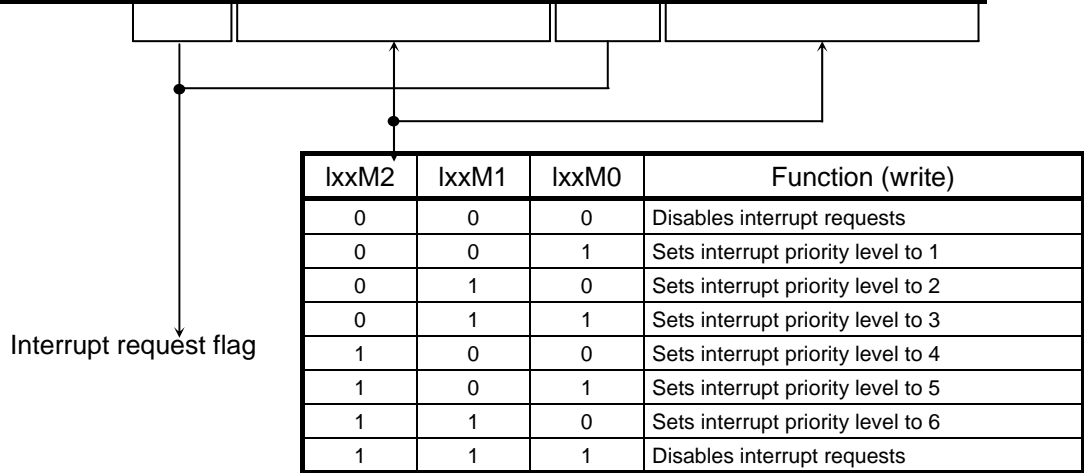 lxxM2 lxxM1 lxxM0 Function (write)
0 0 0 Disables interrupt requests
0 0 1 Sets interrupt priority level to 1
0 1 0 Sets interrupt priority level to 2
0 1 1 Sets interrupt priority level to 3
Interrupt request flag
1 0 0 Sets interrupt priority level to 4
1 0 1 Sets interrupt priority level to 5
1 1 0 Sets interrupt priority level to 6
1 1 1 Disables interrupt requests